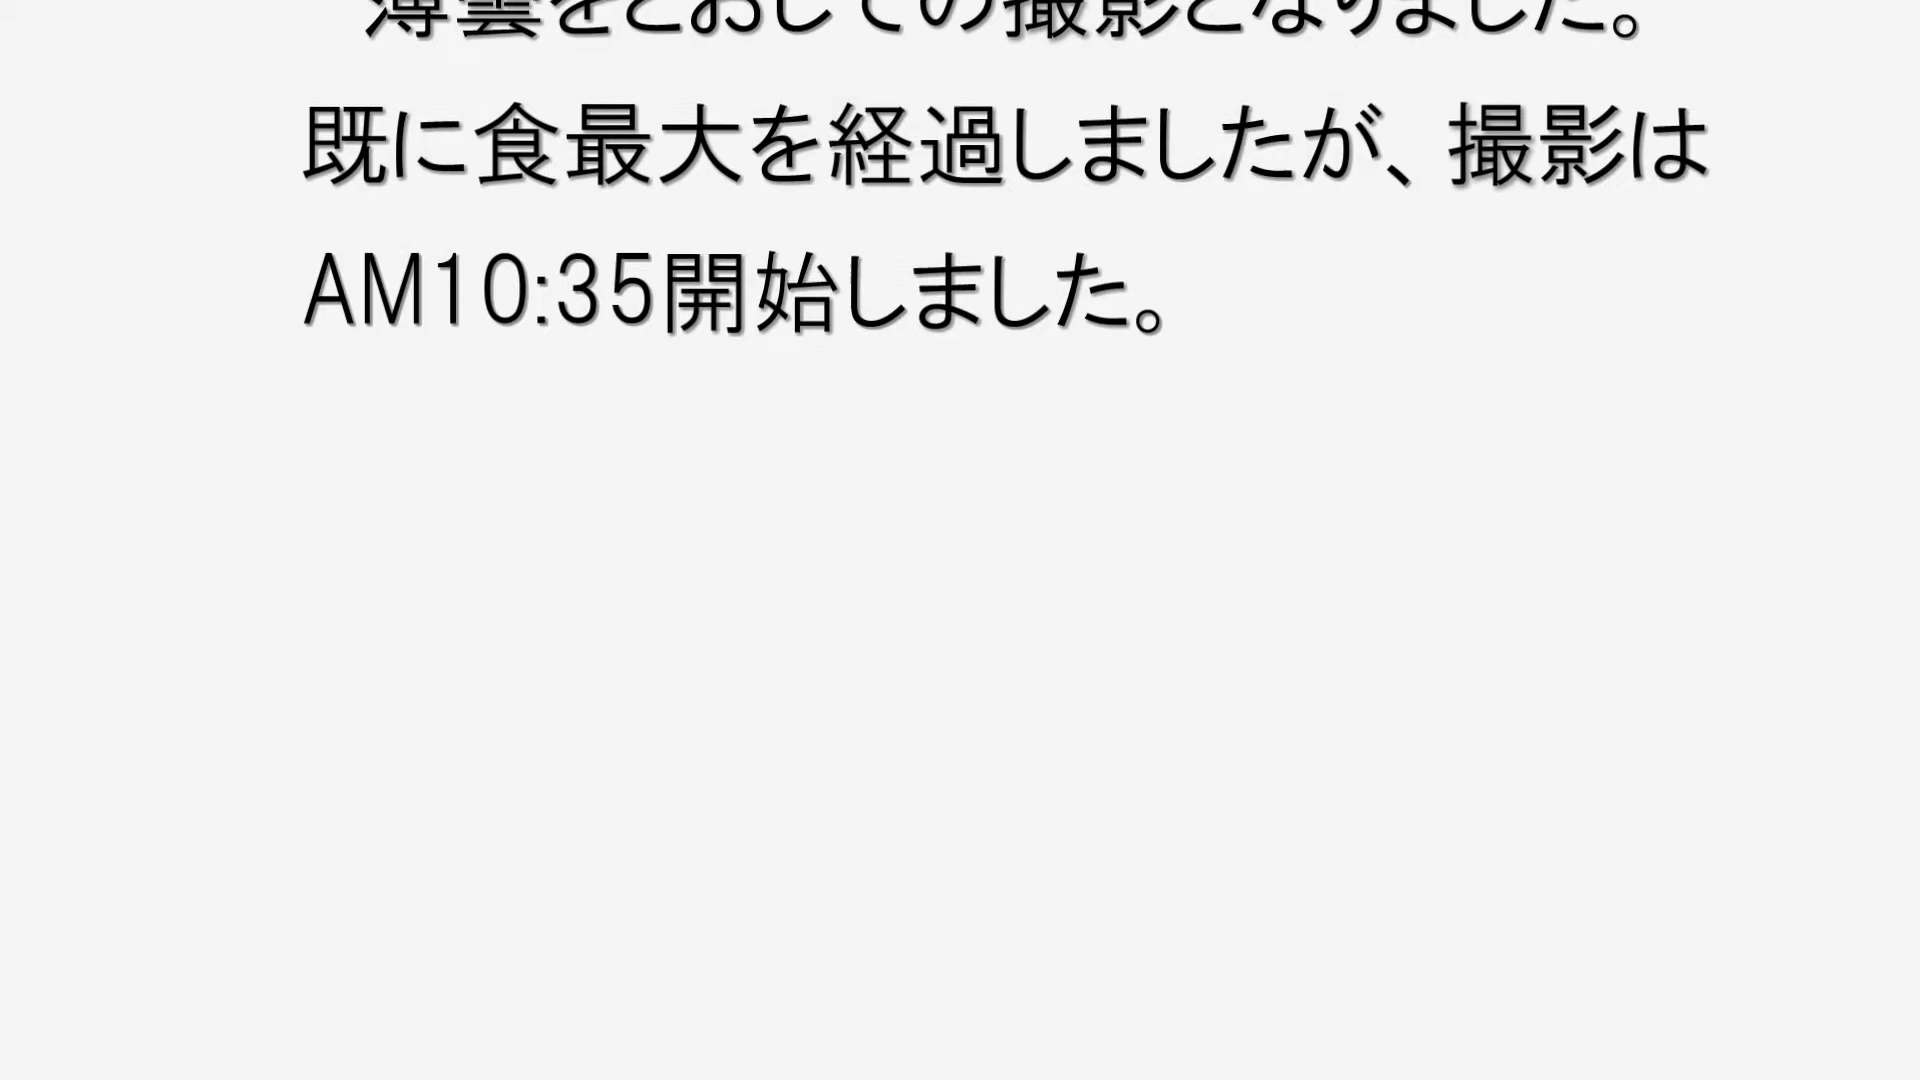 薄雲をとおしての撮影となりました。
既に食最大を経過しましたが、撮影は
AM10:35開始しました。